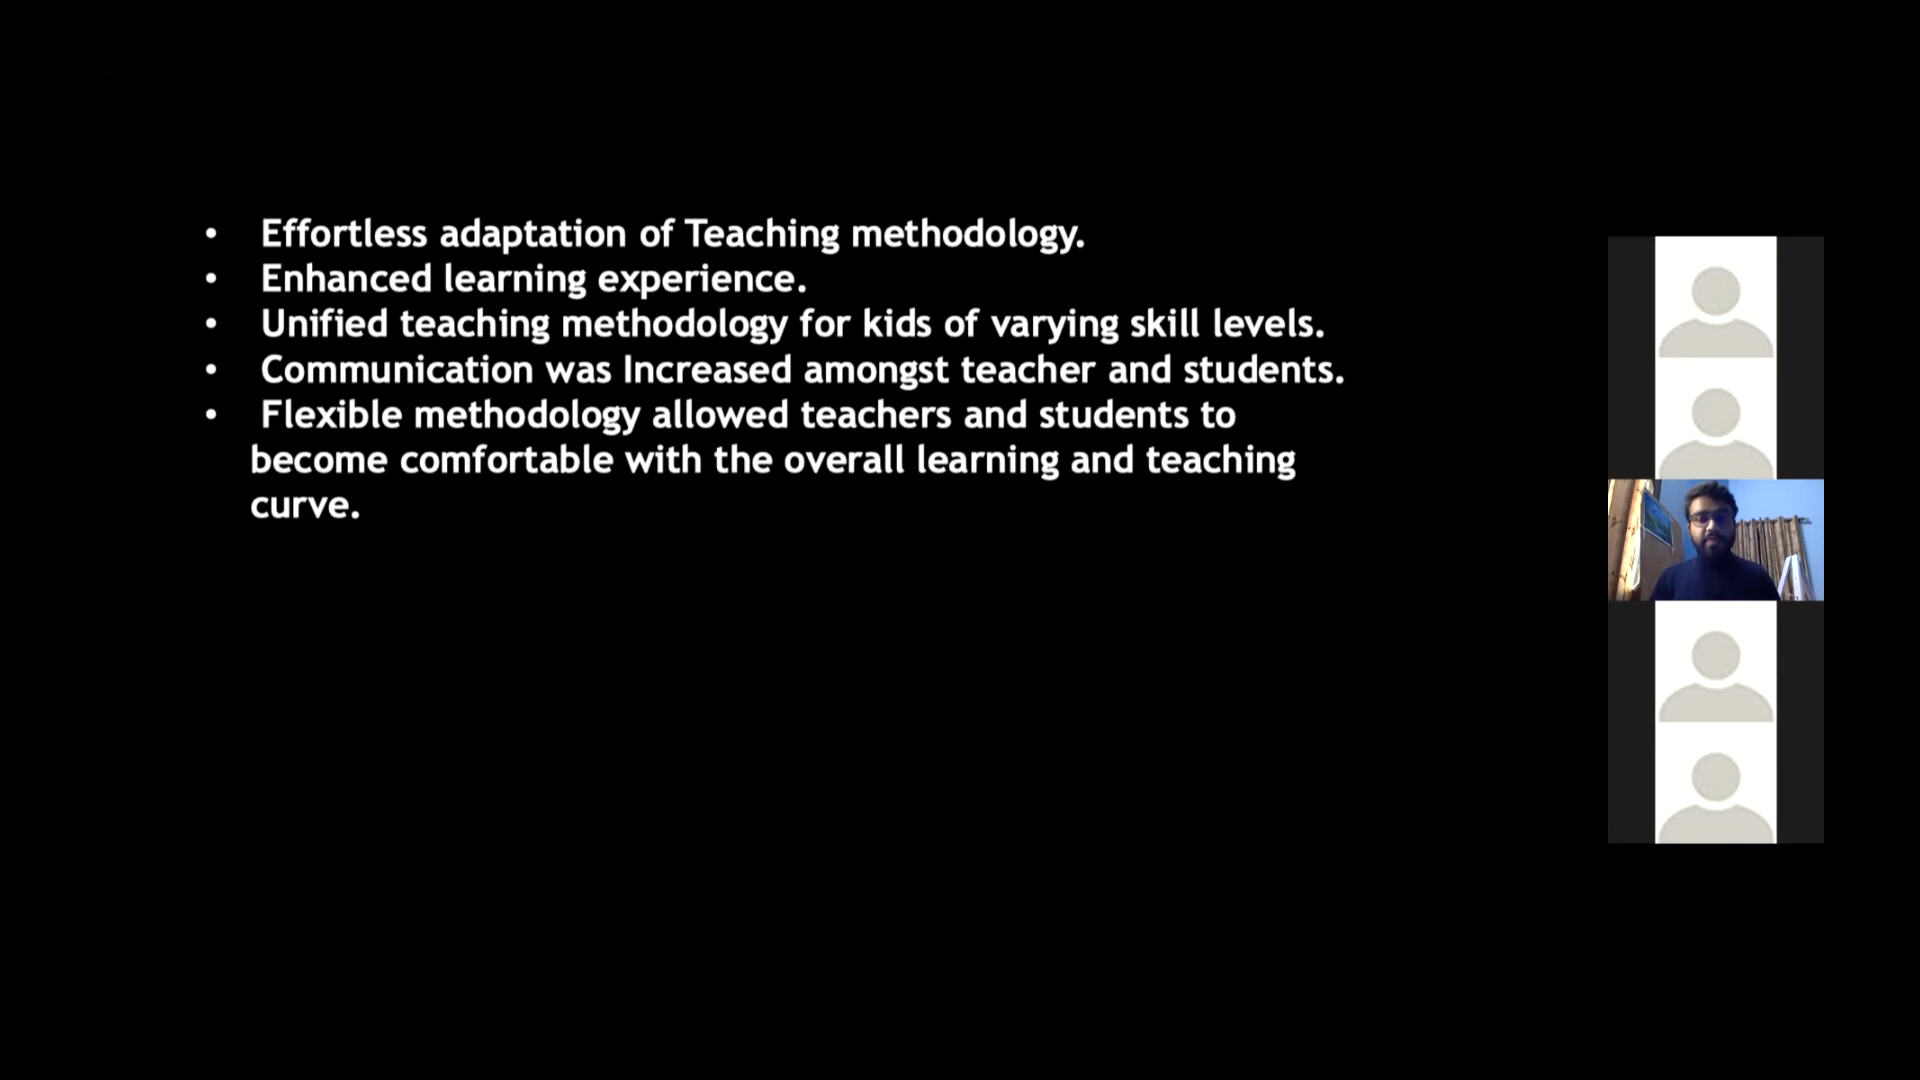 • Effortless adaptation of Teaching methodology.
• Enhanced learning experience.
• Unified teaching methodology for kids of varying skill levels.
• Communication was Increased amongst teacher and students.
• Flexible methodology allowed teachers and students to
become comfortable with the overall learning and teaching
curve.